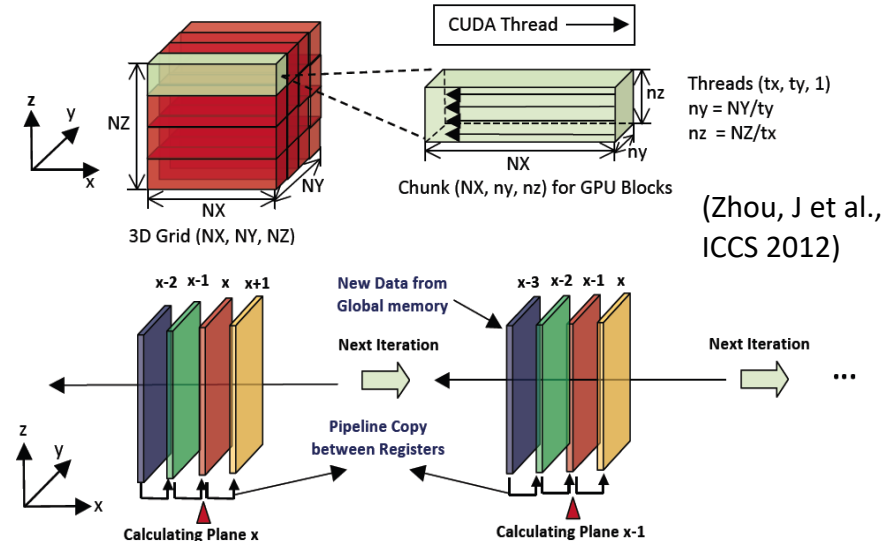 CUDA Thread
z
y
x
NZ
NX
NY
3D Grid (NX, NY, NZ)
nz
ny
NX
Chunk (NX, ny, nz) for GPU Blocks
Threads (tx, ty, 1)
ny = NY/ty
nz = NZ/tx
(Zhou, J et al.,
ICCS 2012)
x-2 x-1 x x+1
New Data from
Global memory
x-3 x-2 x-1 x
Next Iteration
Next Iteration
...
Pipeline Copy
between Registers
z
y
x
Calculating Plane x
Calculating Plane x-1